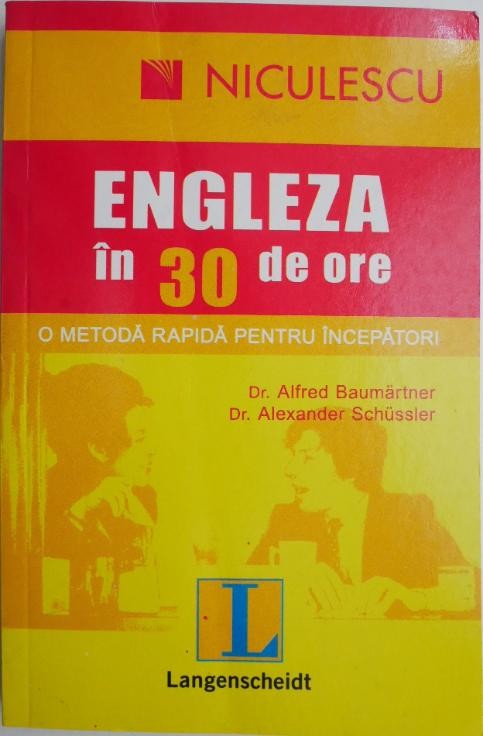 NICULESCU
ENGLEZA
în 30 de ore
O METODĂ RAPIDĂ PENTRU ÎNCEPĂTORI
Dr. Alfred Baumärtner
Dr. Alexander Schüssler
L
Langenscheidt